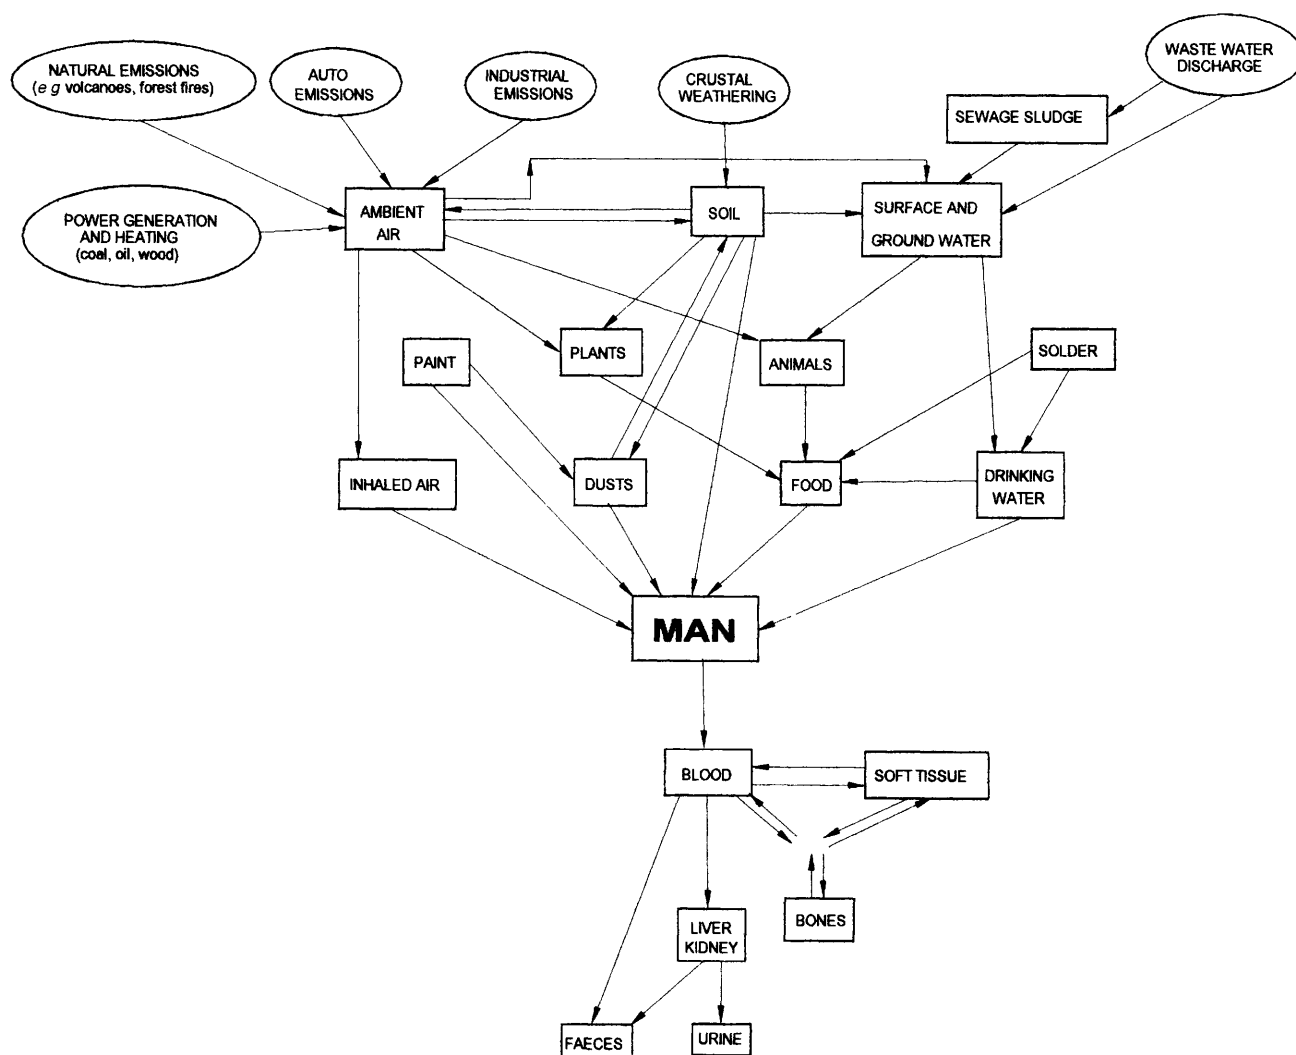 NATURAL EMISSIONS
(e g volcanoes, forest fires)
AUTO
EMISSIONS
INDUSTRIAL
EMISSIONS
CRUSTAL
WEATHERING
WASTE WATER
DISCHARGE
SEWAGE SLUDGE
POWER GENERATION
AND HEATING
(coal, oil, wood)
AMBIENT
AIR
SOIL
SURFACE AND
GROUND WATER
PAINT
PLANTS
ANIMALS
SOLDER
INHALED AIR
DUSTS
FOOD
DRINKING
WATER
MAN
BLOOD
SOFT TISSUE
LIVER
KIDNEY
BONES
FAECES
URINE